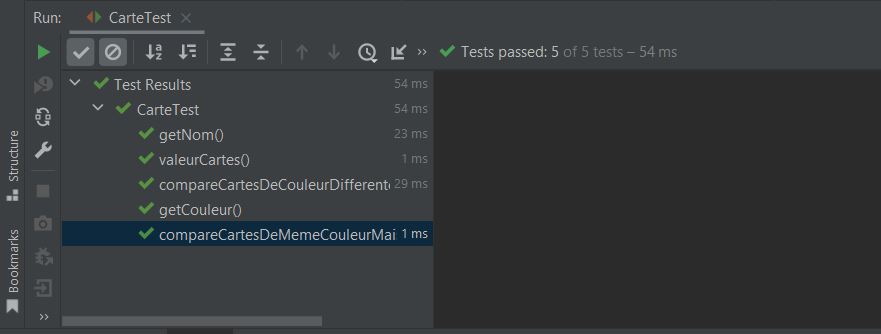 Run: CarteTest
Tests passed: 5 of 5 tests – 54 ms
Test Results 54 ms
CarteTest 54 ms
getNom() 23 ms
valeurCartes() 1 ms
compareCartesDeCouleurDifferent 29 ms
getCouleur()
compareCartesDeMemeCouleurMai 1 ms
Structure
Bookmarks